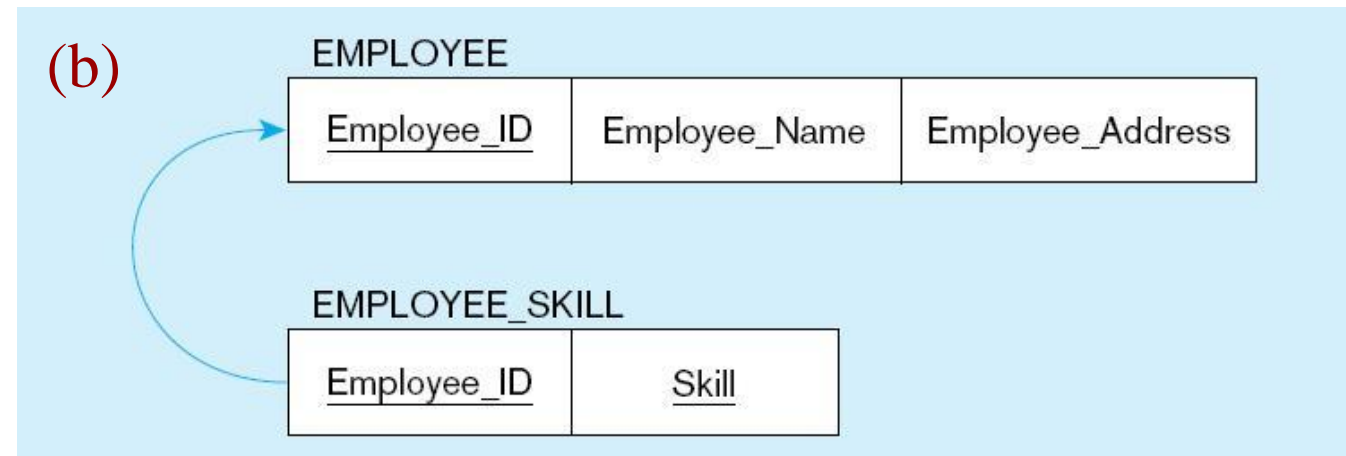 (b)
EMPLOYEE
Employee_ID Employee_Name Employee_Address
EMPLOYEE_SKILL
Employee_ID Skill